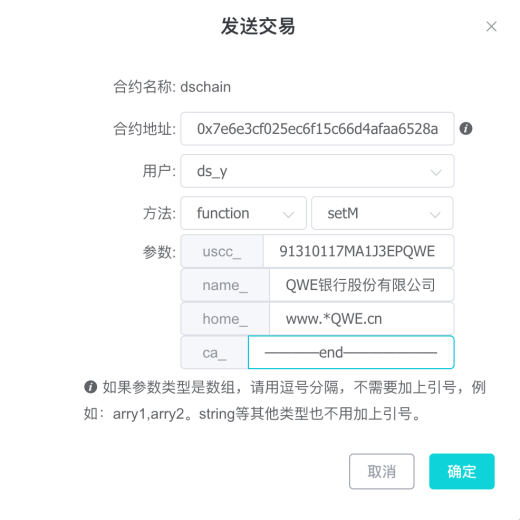 发送交易
合约名称: dschain
合约地址: 0x7e6e3cf025ec6f15c66d4afaa6528a
用户: ds_y
方法: function setM
参数: uscc_ 91310117MA1J3EPQWE
name_ QWE银行股份有限公司
home_ www.*QWE.cn
ca_ ————end———————
如果参数类型是数组，请用逗号分隔，不需要加上引号，例
如：arry1,arry2。string等其他类型也不用加上引号。
取消 确定